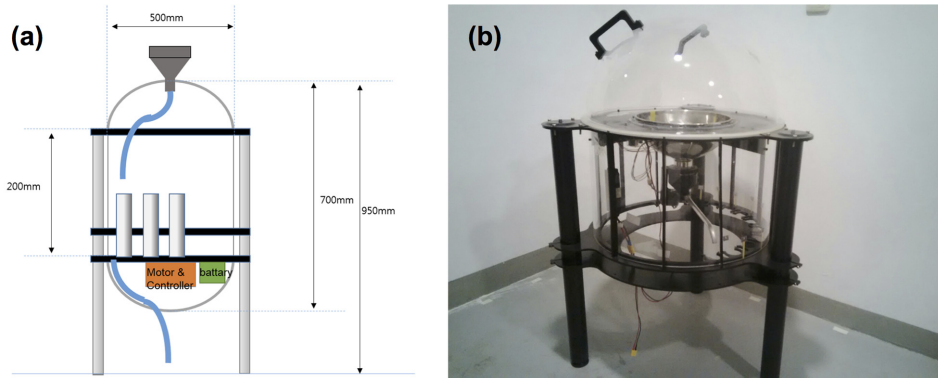 (a)
500mm
200mm
700mm
950mm
Motor &
Controller
battary
(b)